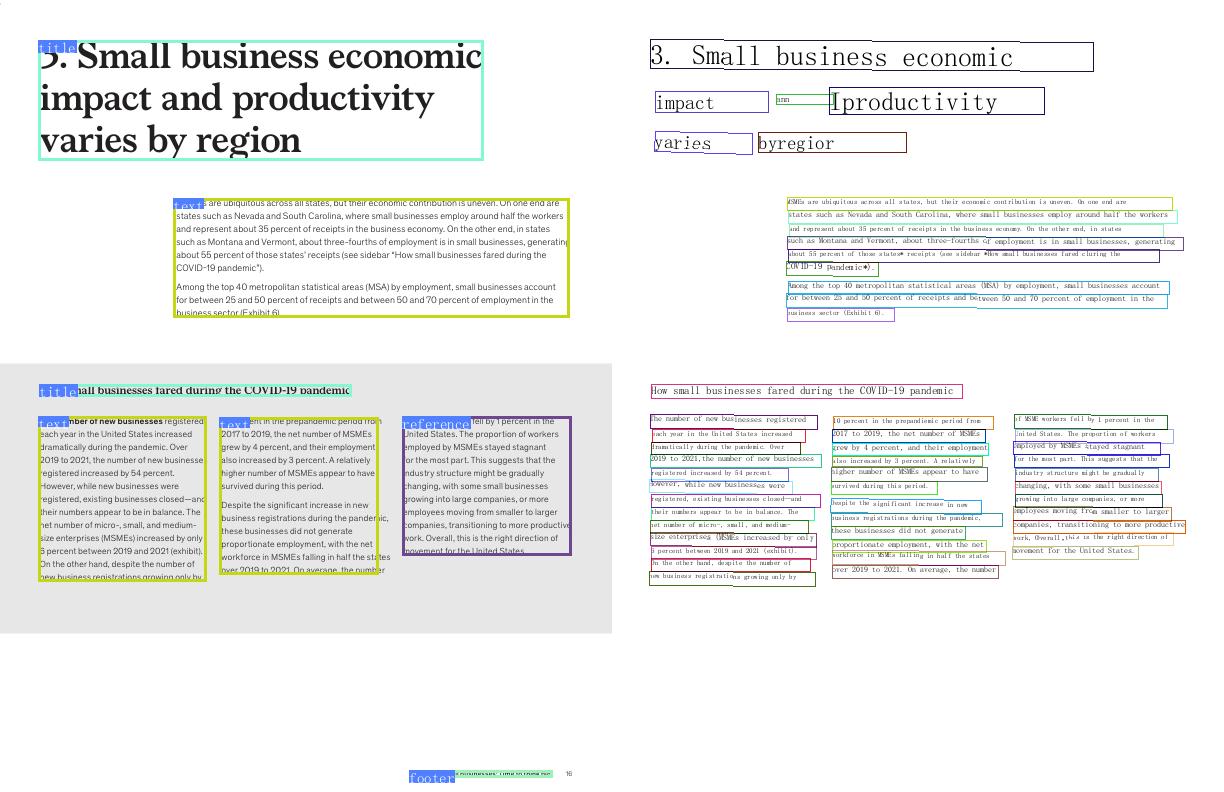 title
3. Small business economic
impact and productivity
varies by region
text
are ubiquitous across all states, but their economic contribution is uneven. On one end are
states such as Nevada and South Carolina, where small businesses employ around half the workers
and represent about 35 percent of receipts in the business economy. On the other end, in states
such as Montana and Vermont, about three-fourths of employment is in small businesses, generating
about 55 percent of those states' receipts (see sidebar "How small businesses fared during the
COVID-19 pandemic").
Among the top 40 metropolitan statistical areas (MSA) by employment, small businesses account
for between 25 and 50 percent of receipts and between 50 and 70 percent of employment in the
business sector (Exhibit 6).
title
small businesses fared during the COVID-19 pandemic
text
number of new businesses registered
each year in the United States increased
dramatically during the pandemic. Over
2019 to 2021, the number of new businesses
registered increased by 54 percent.
However, while new businesses were
registered, existing businesses closed—and
their numbers appear to be in balance. The
net number of micro-, small, and medium-
size enterprises (MSMEs) increased by only
6 percent between 2019 and 2021 (exhibit).
On the other hand, despite the number of
new business registrations growing only by
text
percent in the prepandemic period from
2017 to 2019, the net number of MSMEs
grew by 4 percent, and their employment
also increased by 3 percent. A relatively
higher number of MSMEs appear to have
survived during this period.
Despite the significant increase in new
business registrations during the pandemic,
these businesses did not generate
proportionate employment, with the net
workforce in MSMEs falling in half the states
over 2019 to 2021. On average, the number
reference
fell by 1 percent in the
United States. The proportion of workers
employed by MSMEs stayed stagnant
for the most part. This suggests that the
industry structure might be gradually
changing, with some small businesses
growing into large companies, or more
employees moving from smaller to larger
companies, transitioning to more productive
work. Overall, this is the right direction of
movement for the United States.
footer
16
3. Small business economic
impact
ann
Iproductivity
varies
byregior
MSMEs are ubiquitous across all states, but their economic contribution is uneven. On one end are
states such as Nevada and South Carolina, where small businesses employ around half the workers
and represent about 35 percent of receipts in the business economy. On the other end, in states
such as Montana and Vermont, about three-fourths of employment is in small businesses, generating
about 55 percent of those states* receipts (see sidebar *How small businesses fared cluring the
COVID-19 pandemic*).
Among the top 40 metropolitan statistical areas (MSA) by employment, small businesses account
for between 25 and 50 percent of receipts and between 50 and 70 percent of employment in the
business sector (Exhibit 6).
How small businesses fared during the COVID-19 pandemic
The number of new businesses registered
each year in the United States increased
dramatically during the pandemic. Over
2019 to 2021, the number of new businesses
registered increased by 54 percent.
However, while new businesses were
registered, existing businesses closed—and
their numbers appear to be in balance. The
net number of micro-, small, and medium-
size enterprises (MSMEs) increased by only
6 percent between 2019 and 2021 (exhibit).
On the other hand, despite the number of
new business registrations growing only by
10 percent in the prepandiemic period from
2017 to 2019, the net number of MSMEs
grew by 4 percent, and their employment
also increased by 3 percent. A relatively
higher number of MSMEs appear to have
survived during this period.
Despite the significant increase in new
business registrations during the pandemic,
these businesses did not generate
proportionate employment, with the net
workforce in MSMEs falling in half the states
over 2019 to 2021. On average, the number
of MSME workers fell by 1 percent in the
United States. The proportion of workers
employed by MSMEs stayed stagnant
for the most part. This suggests that the
industry structure might be gradually
changing, with some small businesses
growing into large companies, or more
employees moving from smaller to larger
companies, transitioning to more productive
work, Overall, this is the right direction of
movement for the United States.